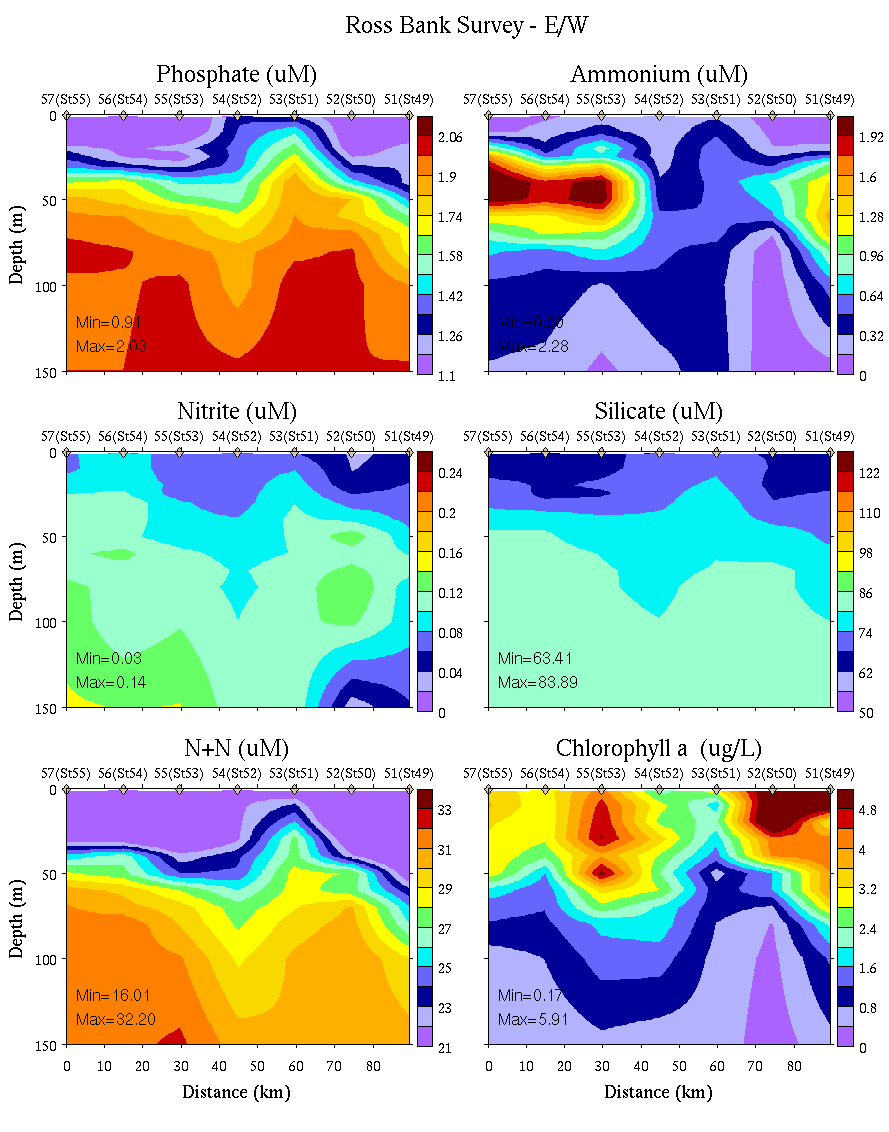 Ross Bank Survey - E/W
Phosphate (uM)
57(St55) 56(St54) 55(St53) 54(St52) 53(St51) 52(St50) 51(St49)
0
50
100
150
Depth (m)
Min=0.91
Max=2.03
2.06
1.9
1.74
1.58
1.42
1.26
1.1
Ammonium (uM)
57(St55) 56(St54) 55(St53) 54(St52) 53(St51) 52(St50) 51(St49)
Min=0.20
Max=2.28
1.92
1.6
1.28
0.96
0.64
0.32
0
Nitrite (uM)
57(St55) 56(St54) 55(St53) 54(St52) 53(St51) 52(St50) 51(St49)
0
50
100
150
Depth (m)
Min=0.03
Max=0.14
0.24
0.2
0.16
0.12
0.08
0.04
0
Silicate (uM)
57(St55) 56(St54) 55(St53) 54(St52) 53(St51) 52(St50) 51(St49)
Min=63.41
Max=83.89
122
110
98
86
74
62
50
N+N (uM)
57(St55) 56(St54) 55(St53) 54(St52) 53(St51) 52(St50) 51(St49)
0
50
100
150
Depth (m)
Min=16.01
Max=32.20
33
31
29
27
25
23
21
0 10 20 30 40 50 60 70 80
Distance (km)
Chlorophyll a (ug/L)
57(St55) 56(St54) 55(St53) 54(St52) 53(St51) 52(St50) 51(St49)
Min=0.17
Max=5.91
4.8
4
3.2
2.4
1.6
0.8
0
0 10 20 30 40 50 60 70 80
Distance (km)